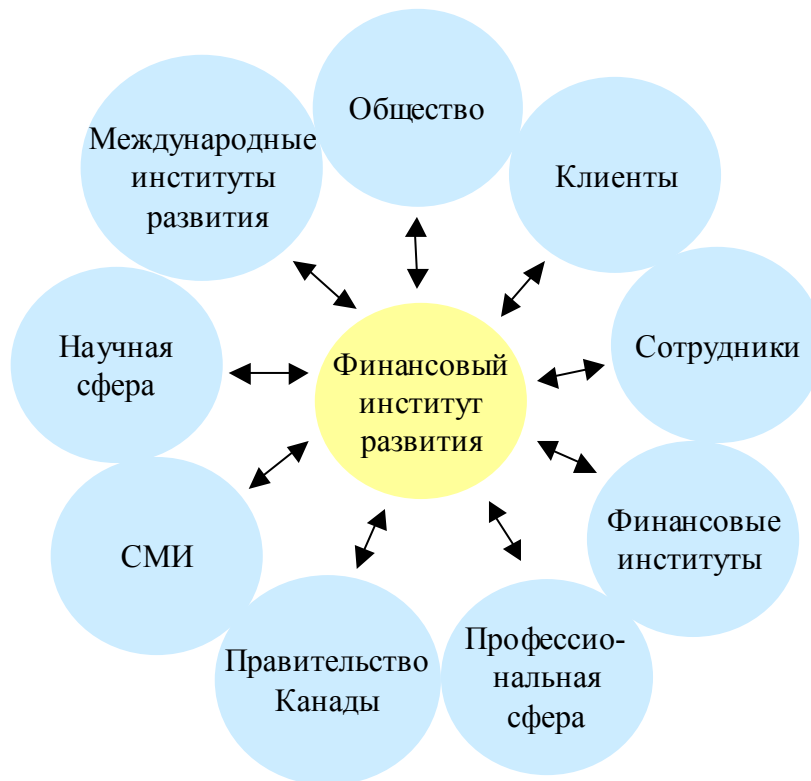 Общество
Международные
институты
развития
Клиенты
Научная
сфера
Финансовый
институт
развития
Сотрудники
СМИ
Финансовые
институты
Правительство
Канады
Профессио-
нальная
сфера